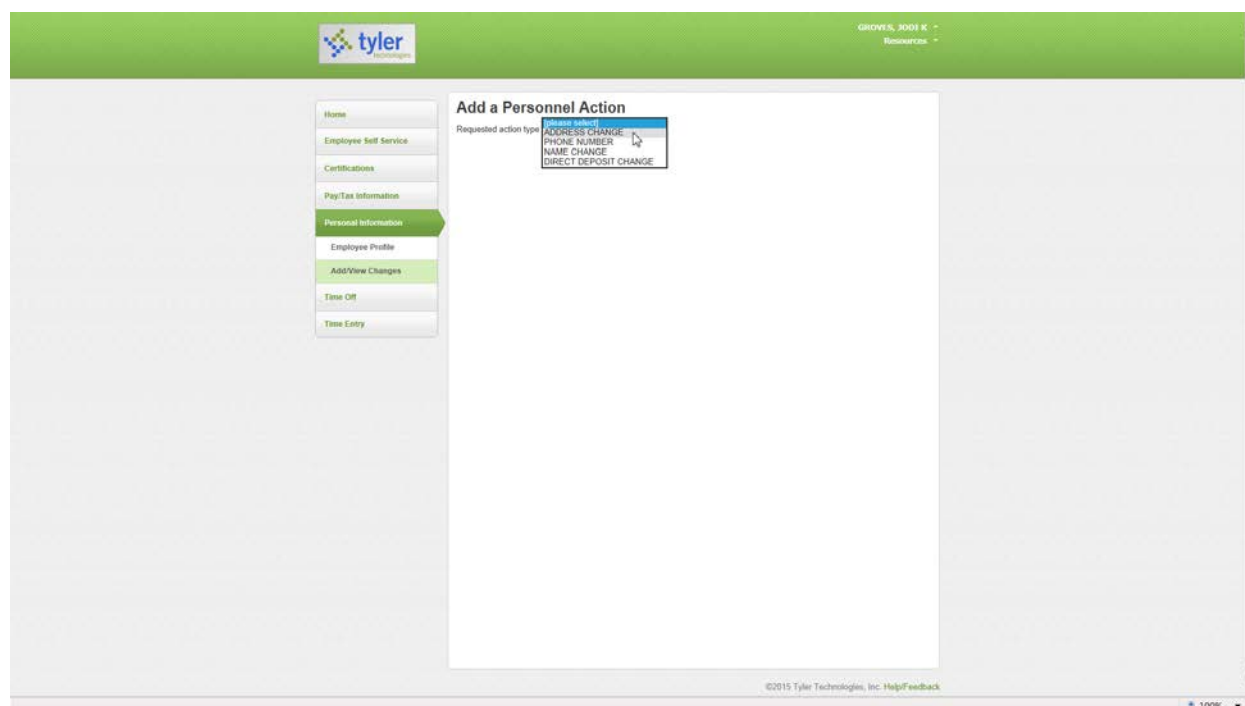 tyler
technologies
GROVES, JODI K
Resources
Home
Employee Self Service
Certifications
Pay/Tax Information
Personal Information
Employee Profile
Add/View Changes
Time Off
Time Entry
Add a Personnel Action
Requested action type
[please select]
ADDRESS CHANGE
PHONE NUMBER
NAME CHANGE
DIRECT DEPOSIT CHANGE
©2015 Tyler Technologies, Inc. Help/Feedback
100%